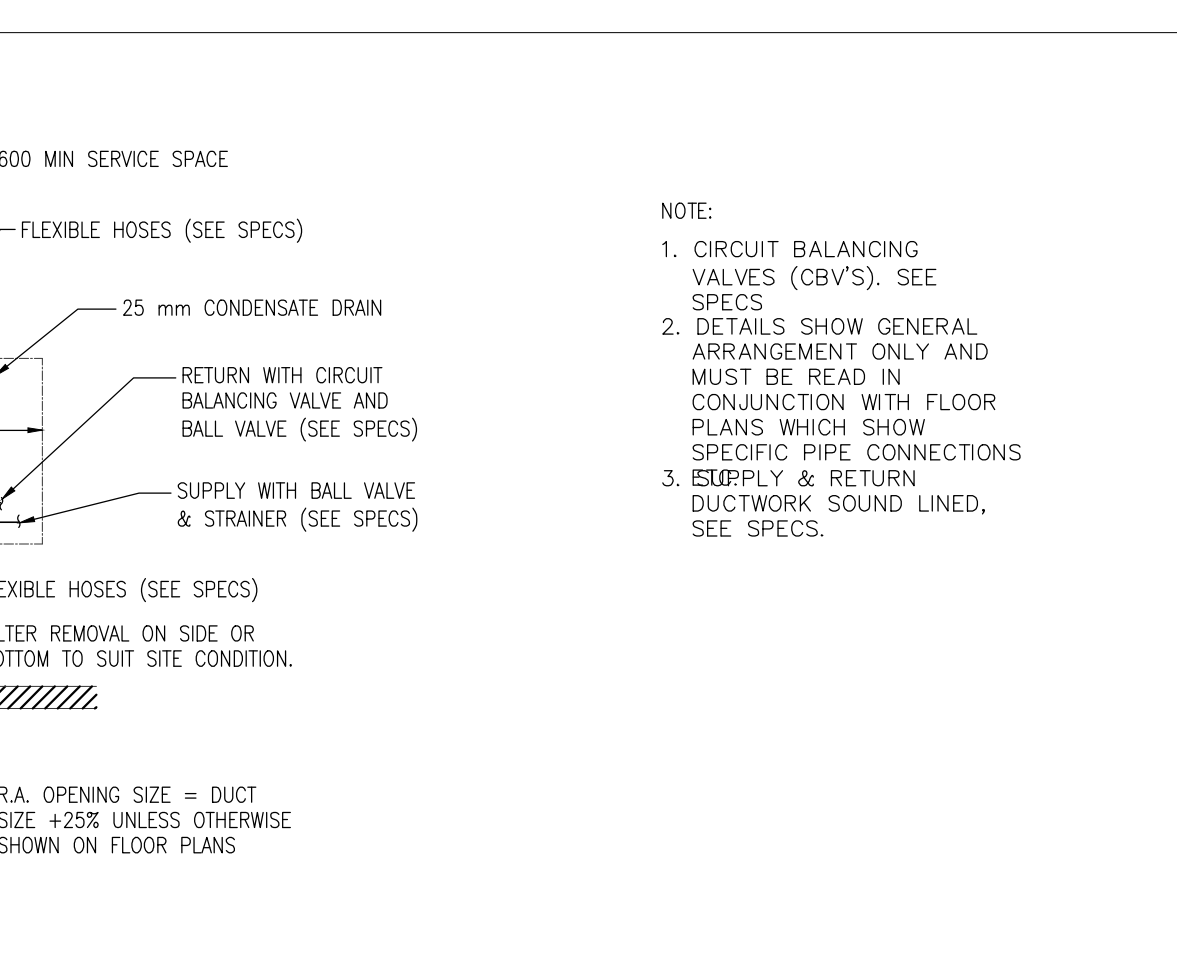 600 MIN SERVICE SPACE
FLEXIBLE HOSES (SEE SPECS)
25 mm CONDENSATE DRAIN
RETURN WITH CIRCUIT
BALANCING VALVE AND
BALL VALVE (SEE SPECS)
SUPPLY WITH BALL VALVE
& STRAINER (SEE SPECS)
EXIBLE HOSES (SEE SPECS)
LTER REMOVAL ON SIDE OR
OTTOM TO SUIT SITE CONDITION.
R.A. OPENING SIZE = DUCT
SIZE +25% UNLESS OTHERWISE
SHOWN ON FLOOR PLANS
NOTE:
1. CIRCUIT BALANCING
VALVES (CBV'S). SEE
SPECS
2. DETAILS SHOW GENERAL
ARRANGEMENT ONLY AND
MUST BE READ IN
CONJUNCTION WITH FLOOR
PLANS WHICH SHOW
SPECIFIC PIPE CONNECTIONS
ETC.
3. SUPPLY & RETURN
DUCTWORK SOUND LINED,
SEE SPECS.